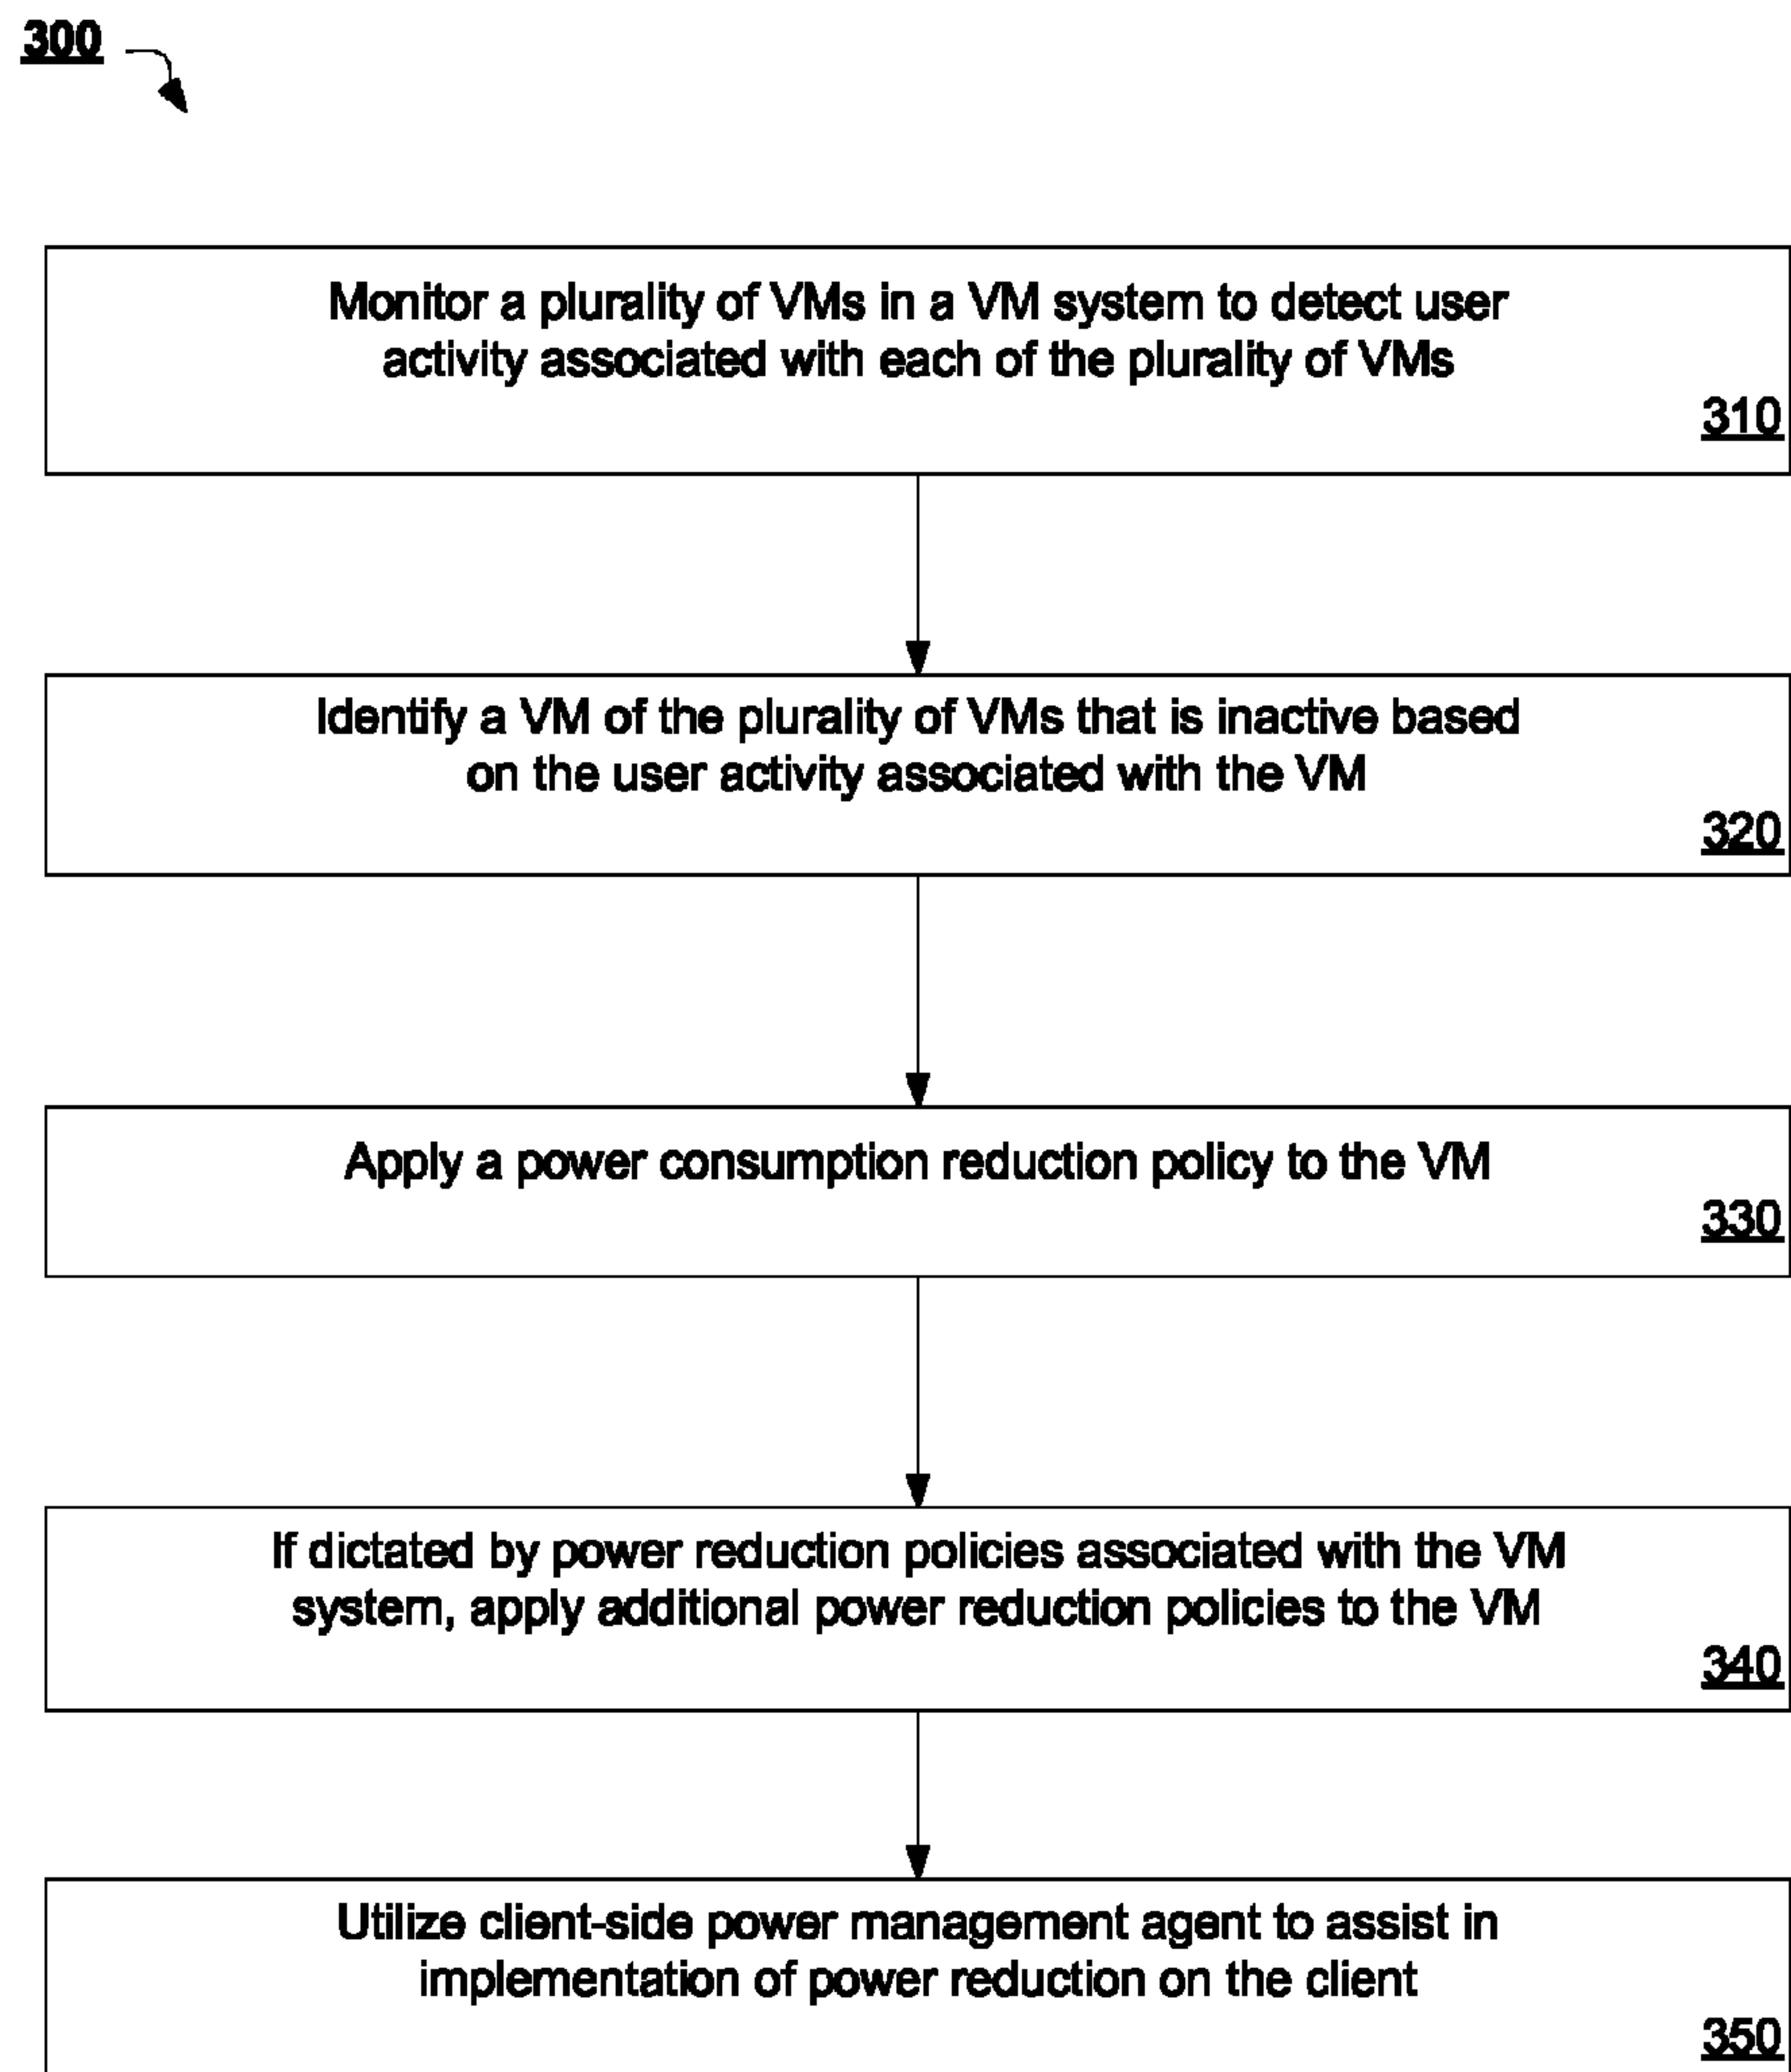 300
Monitor a plurality of VMs in a VM system to detect user
activity associated with each of the plurality of VMs
310
Identify a VM of the plurality of VMs that is inactive based
on the user activity associated with the VM
320
Apply a power consumption reduction policy to the VM
330
If dictated by power reduction policies associated with the VM
system, apply additional power reduction policies to the VM
340
Utilize client-side power management agent to assist in
implementation of power reduction on the client
350